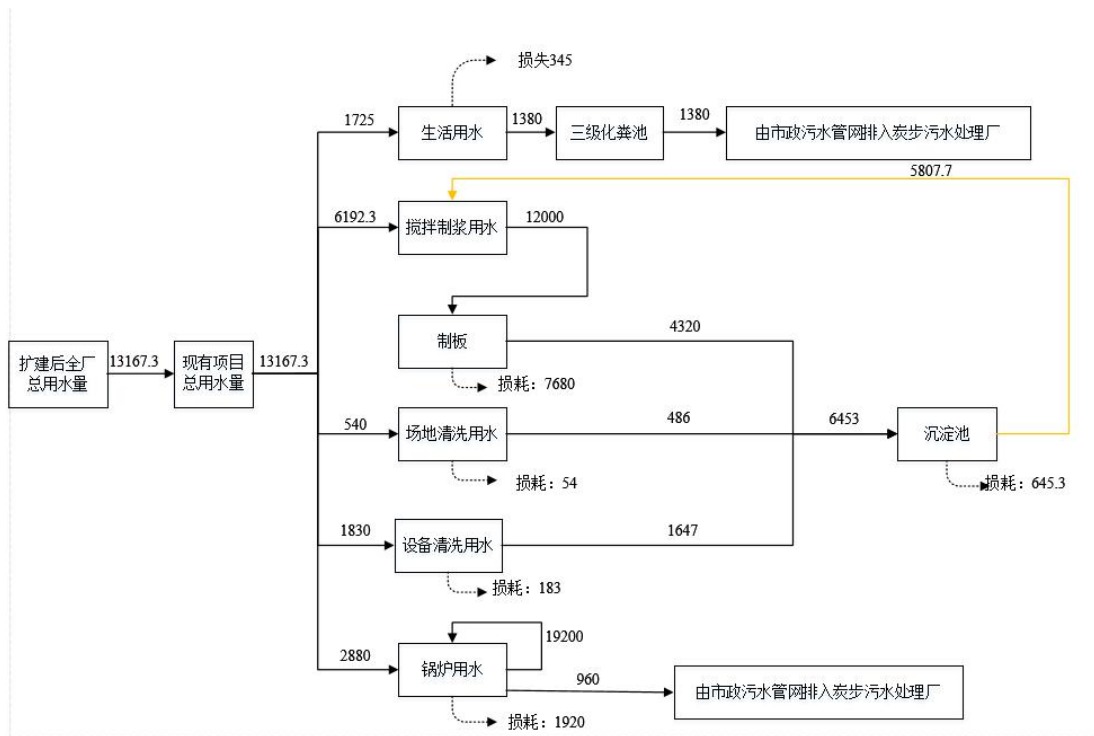 损失345
1725
生活用水
1380
三级化粪池
1380
由市政污水管网排入炭步污水处理厂
5807.7
6192.3
搅拌制浆用水
12000
制板
4320
损耗：7680
扩建后全厂
总用水量
13167.3
现有项目
总用水量
13167.3
540
场地清洗用水
486
6453
沉淀池
损耗：54
损耗：645.3
1830
设备清洗用水
1647
损耗：183
19200
2880
锅炉用水
960
由市政污水管网排入炭步污水处理厂
损耗：1920